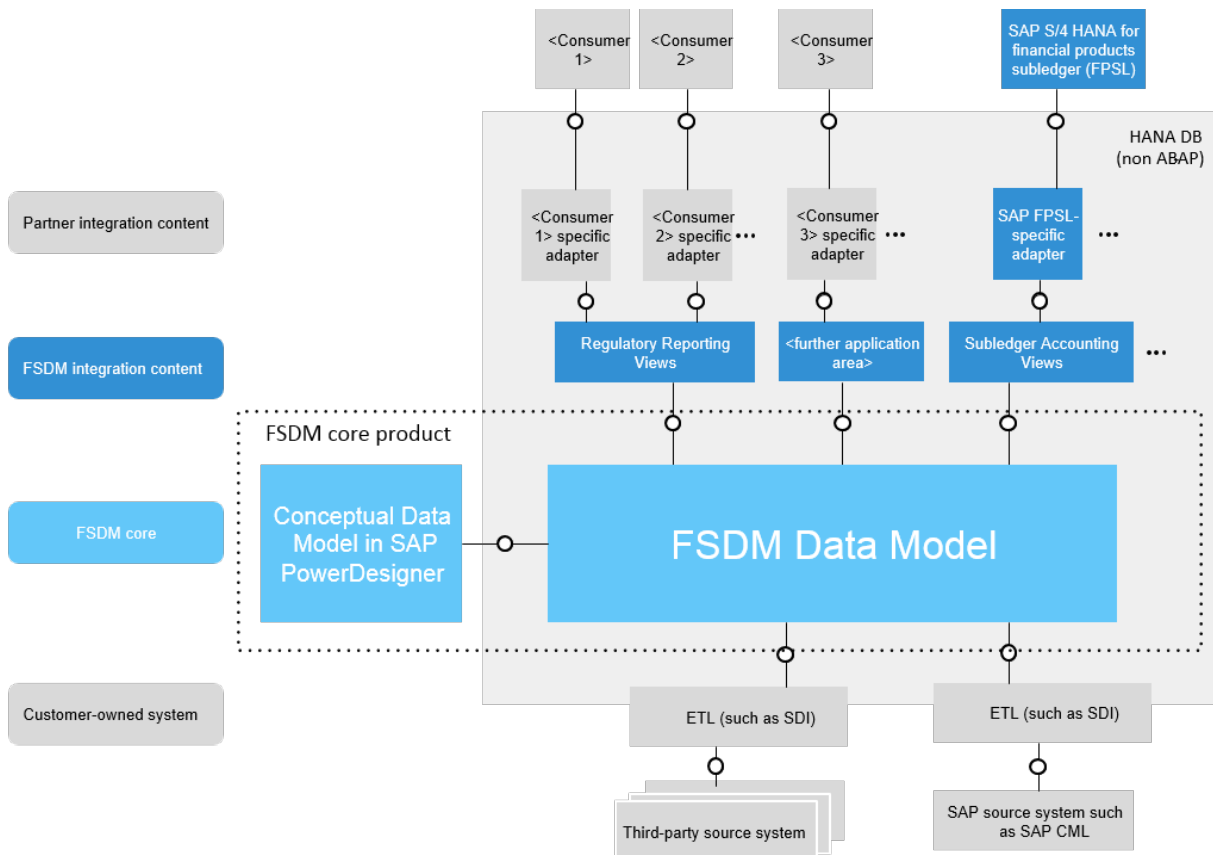 <Consumer
1>
<Consumer
2>
<Consumer
3>
SAP S/4 HANA for
financial products
subledger (FPSL)
HANA DB
(non ABAP)
Partner integration content
<Consumer
1> specific
adapter
<Consumer
2> specific
adapter
...
<Consumer
3> specific
adapter
...
SAP FPSL-
specific
adapter
...
FSDM integration content
Regulatory Reporting
Views
<further application
area>
Subledger Accounting
Views
...
FSDM core product
FSDM core
Conceptual Data
Model in SAP
PowerDesigner
FSDM Data Model
Customer-owned system
ETL (such as SDI)
ETL (such as SDI)
Third-party source system
SAP source system such
as SAP CML